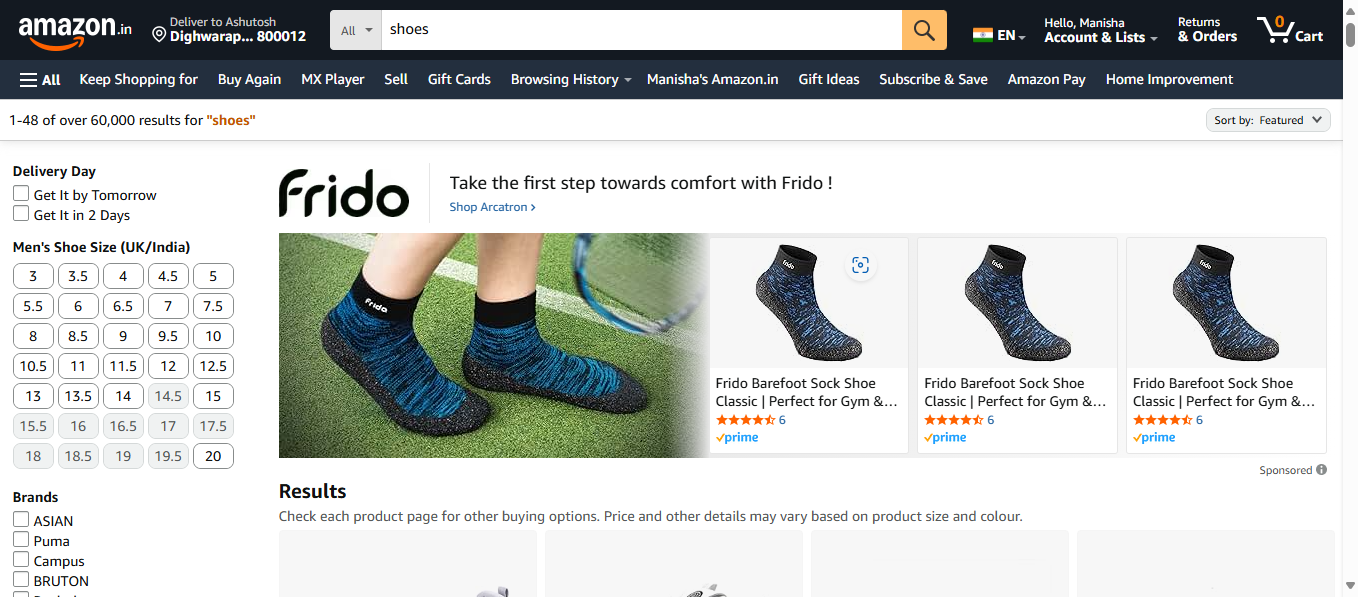 amazon.in
Deliver to Ashutosh
Dighwarap... 800012
All
shoes
EN
Hello, Manisha
Account & Lists
Returns
& Orders
0
Cart
All Keep Shopping for Buy Again MX Player Sell Gift Cards Browsing History Manisha's Amazon.in Gift Ideas Subscribe & Save Amazon Pay Home Improvement
1-48 of over 60,000 results for "shoes"
Sort by: Featured
Delivery Day
Get It by Tomorrow
Get It in 2 Days
Men's Shoe Size (UK/India)
3 3.5 4 4.5 5
5.5 6 6.5 7 7.5
8 8.5 9 9.5 10
10.5 11 11.5 12 12.5
13 13.5 14 14.5 15
15.5 16 16.5 17 17.5
18 18.5 19 19.5 20
Brands
ASIAN
Puma
Campus
BRUTON
Frido
Take the first step towards comfort with Frido !
Shop Arcatron ›
Frido
frido
Frido Barefoot Sock Shoe
Classic | Perfect for Gym &...
6
prime
frido
Frido Barefoot Sock Shoe
Classic | Perfect for Gym &...
6
prime
frido
Frido Barefoot Sock Shoe
Classic | Perfect for Gym &...
6
prime
Sponsored
Results
Check each product page for other buying options. Price and other details may vary based on product size and colour.